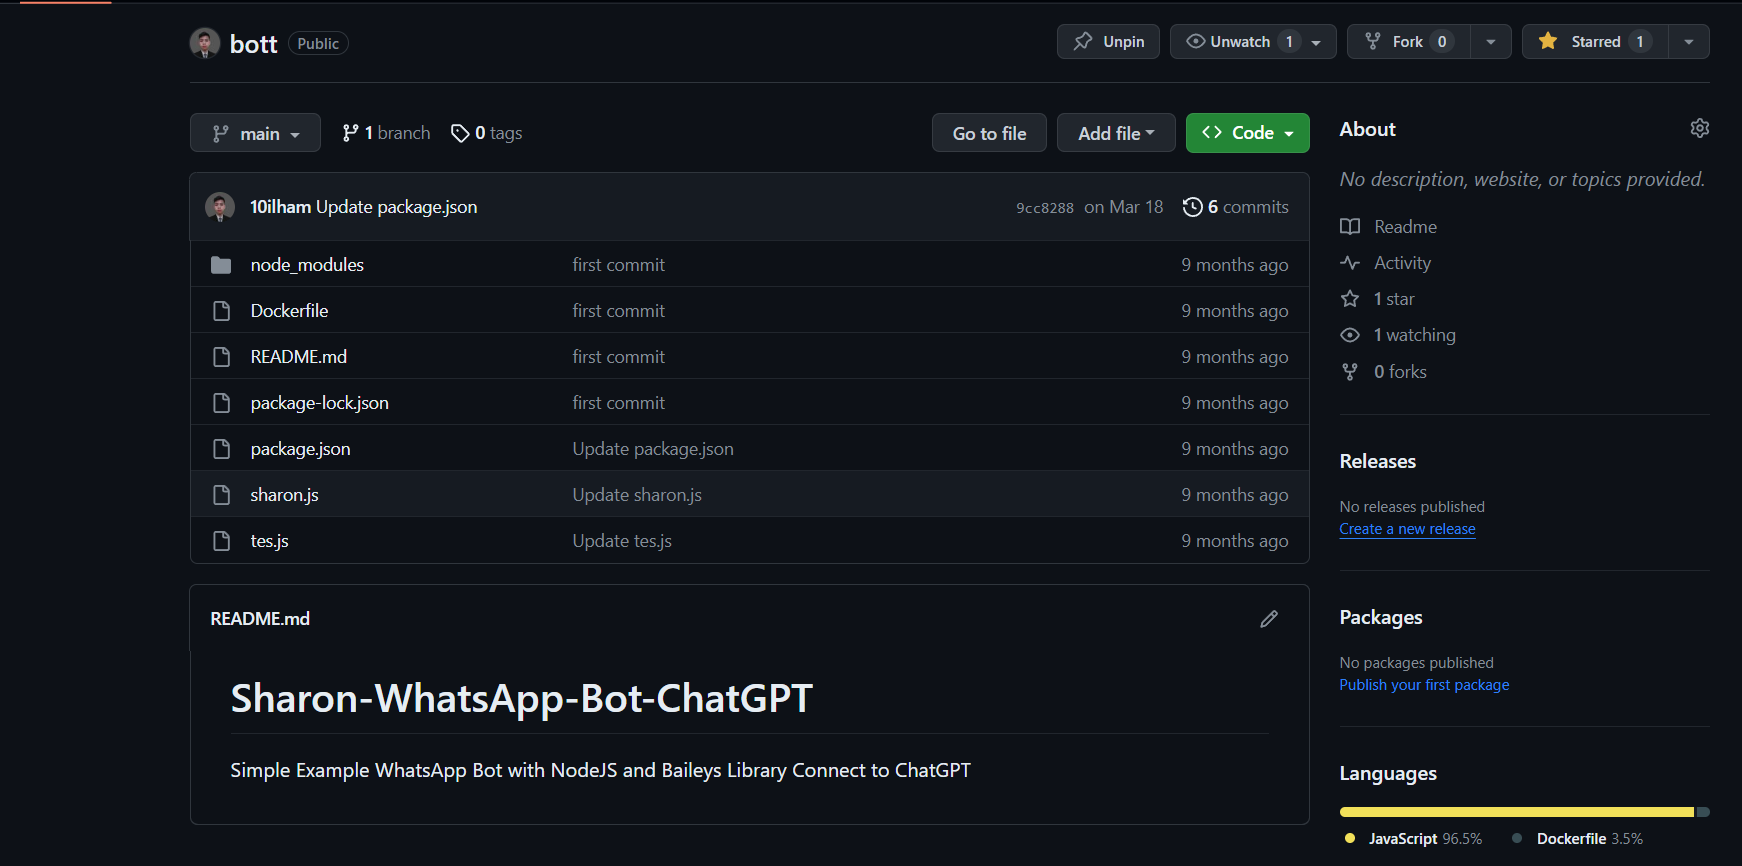 bott Public Unpin Unwatch 1 Fork 0 Starred 1
main 1 branch 0 tags Go to file Add file Code
10ilham Update package.json 9cc8288 on Mar 18 6 commits
node_modules first commit 9 months ago
Dockerfile first commit 9 months ago
README.md first commit 9 months ago
package-lock.json first commit 9 months ago
package.json Update package.json 9 months ago
sharon.js Update sharon.js 9 months ago
tes.js Update tes.js 9 months ago
README.md
Sharon-WhatsApp-Bot-ChatGPT
Simple Example WhatsApp Bot with NodeJS and Baileys Library Connect to ChatGPT
About
No description, website, or topics provided.
Readme
Activity
1 star
1 watching
0 forks
Releases
No releases published
Create a new release
Packages
No packages published
Publish your first package
Languages
JavaScript 96.5% Dockerfile 3.5%